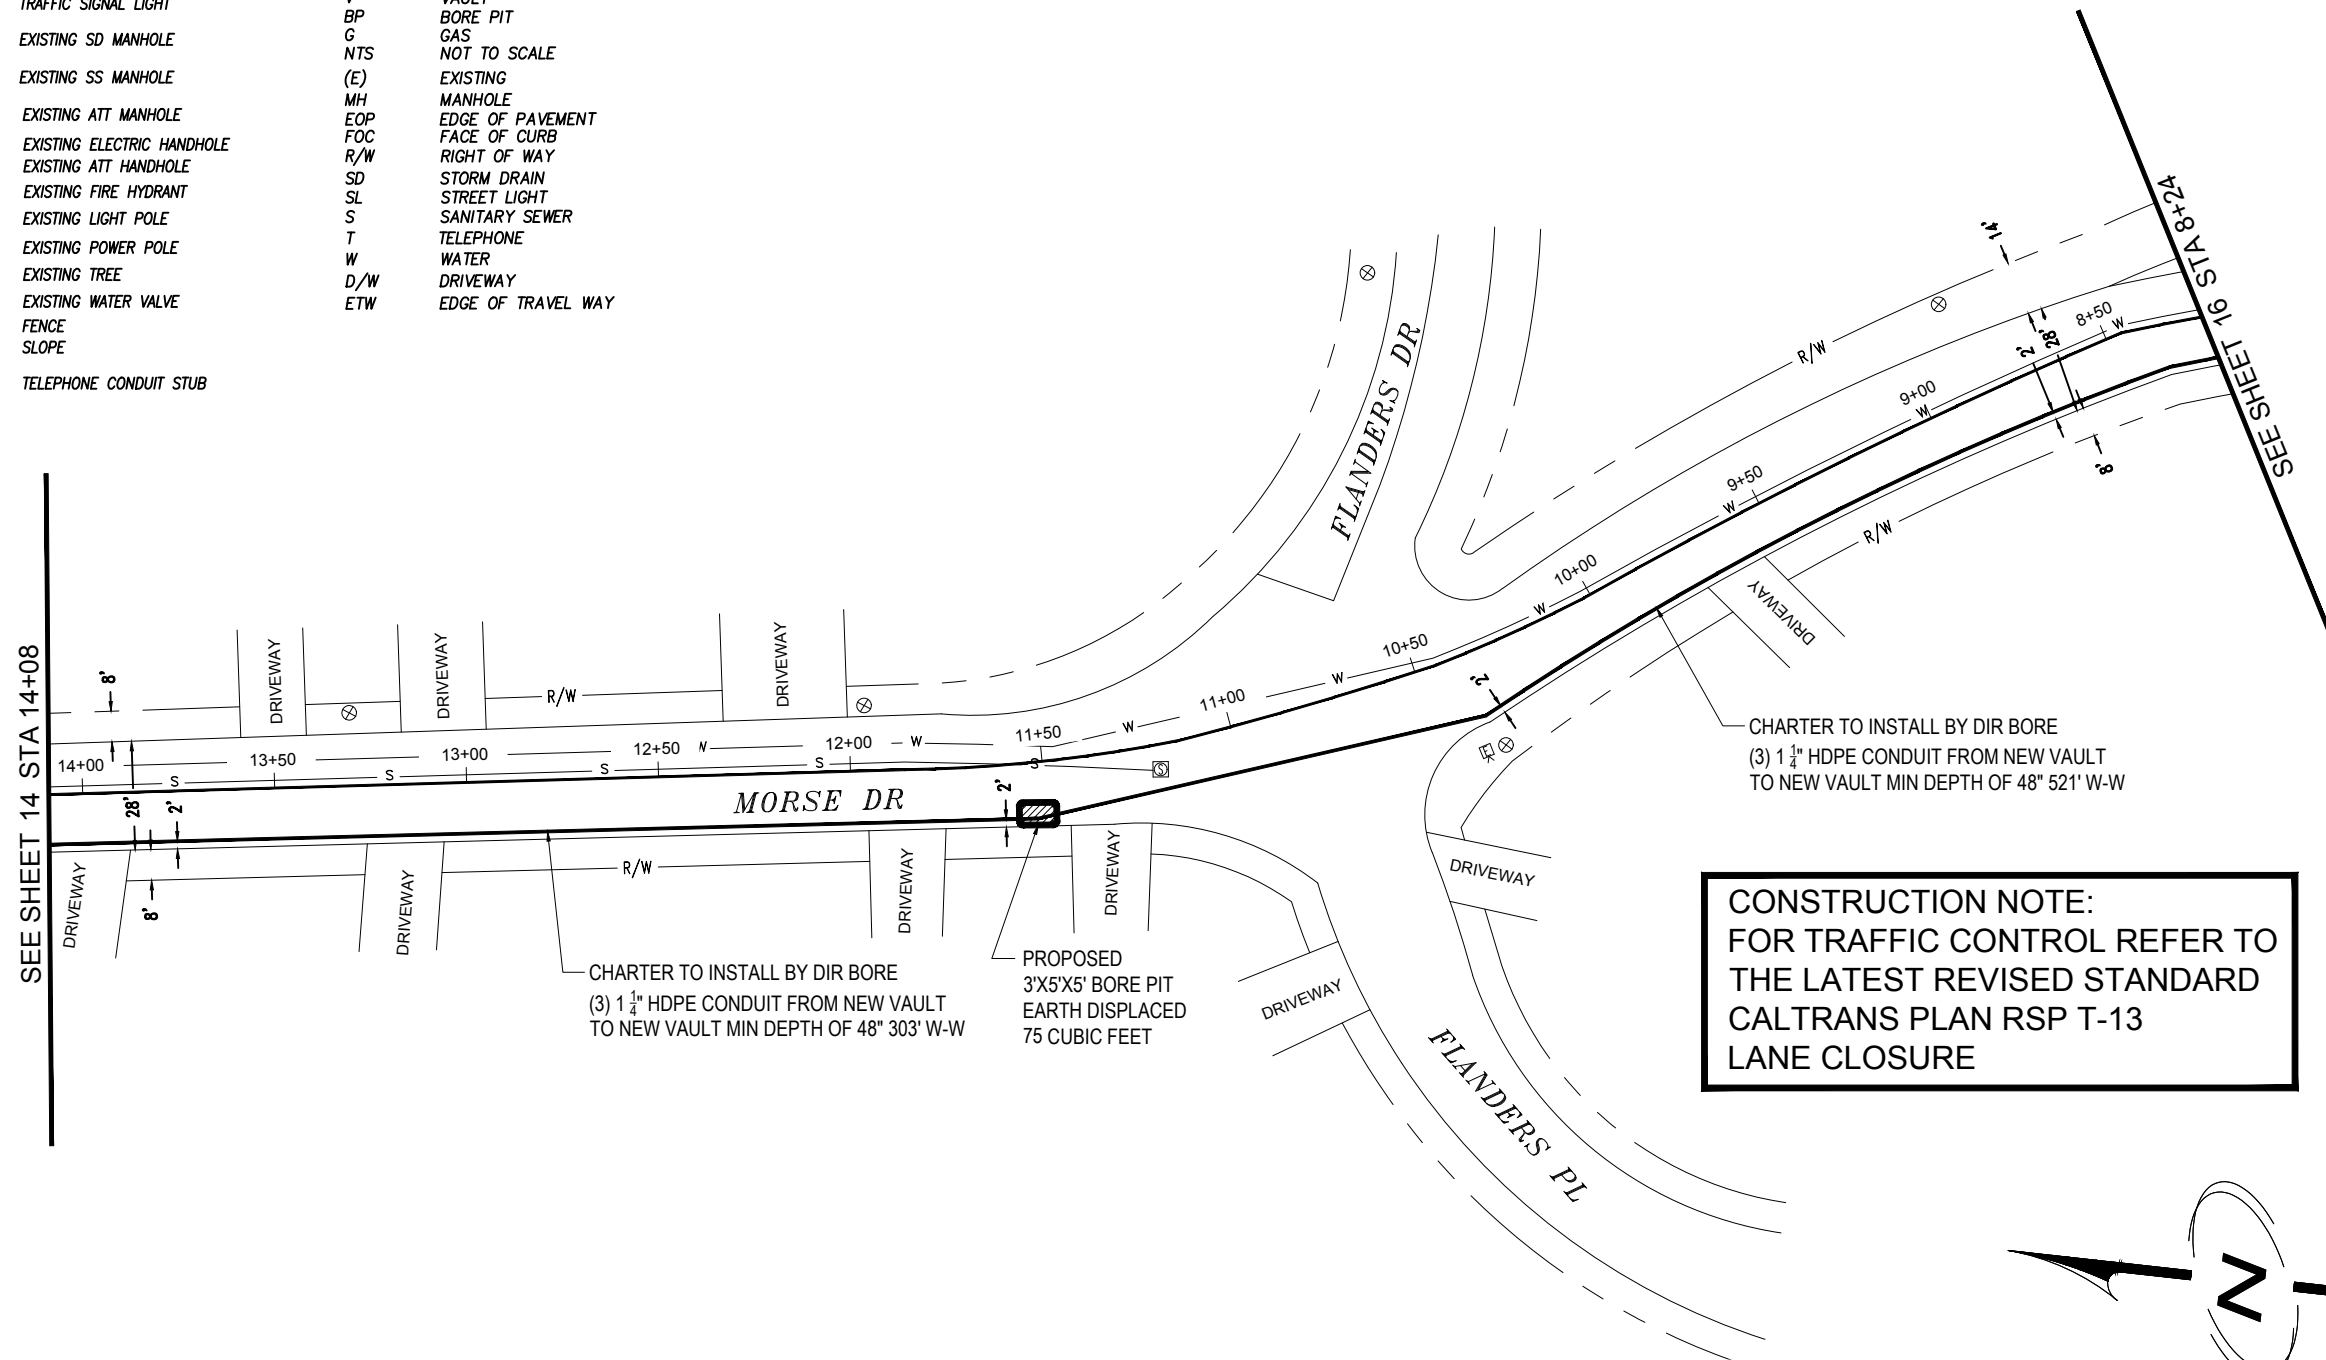 TRAFFIC SIGNAL LIGHT
EXISTING SD MANHOLE
EXISTING SS MANHOLE
EXISTING ATT MANHOLE
EXISTING ELECTRIC HANDHOLE
EXISTING ATT HANDHOLE
EXISTING FIRE HYDRANT
EXISTING LIGHT POLE
EXISTING POWER POLE
EXISTING TREE
EXISTING WATER VALVE
FENCE
SLOPE
TELEPHONE CONDUIT STUB
V VAULT
BP BORE PIT
G GAS
NTS NOT TO SCALE
(E) EXISTING
MH MANHOLE
EOP EDGE OF PAVEMENT
FOC FACE OF CURB
R/W RIGHT OF WAY
SD STORM DRAIN
SL STREET LIGHT
S SANITARY SEWER
T TELEPHONE
W WATER
D/W DRIVEWAY
ETW EDGE OF TRAVEL WAY
SEE SHEET 14 STA 14+08
SEE SHEET 16 STA 8+24
FLANDERS DR
MORSE DR
FLANDERS PL
14'
R/W
8+50
W
2'
28'
8'
9+00
W
9+50
W
R/W
10+00
W
DRIVEWAY
10+50
W
2'
11+00
W
11+50
W
12+00
W
12+50
W
13+00
13+50
14+00
S
S
S
S
S
S
8'
DRIVEWAY
DRIVEWAY
R/W
DRIVEWAY
28'
2'
8'
2'
R/W
DRIVEWAY
DRIVEWAY
DRIVEWAY
DRIVEWAY
DRIVEWAY
DRIVEWAY
CHARTER TO INSTALL BY DIR BORE
(3) 1 1/4" HDPE CONDUIT FROM NEW VAULT
TO NEW VAULT MIN DEPTH OF 48" 521' W-W
CHARTER TO INSTALL BY DIR BORE
(3) 1 1/4" HDPE CONDUIT FROM NEW VAULT
TO NEW VAULT MIN DEPTH OF 48" 303' W-W
PROPOSED
3'X5'X5' BORE PIT
EARTH DISPLACED
75 CUBIC FEET
CONSTRUCTION NOTE:
FOR TRAFFIC CONTROL REFER TO
THE LATEST REVISED STANDARD
CALTRANS PLAN RSP T-13
LANE CLOSURE
N